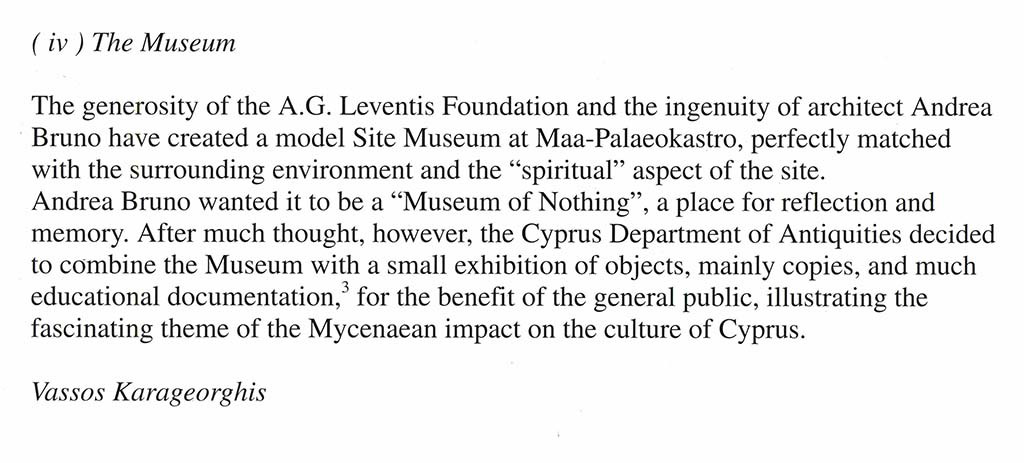 ( iv ) The Museum
The generosity of the A.G. Leventis Foundation and the ingenuity of architect Andrea
Bruno have created a model Site Museum at Maa-Palaeokastro, perfectly matched
with the surrounding environment and the “spiritual” aspect of the site.
Andrea Bruno wanted it to be a “Museum of Nothing”, a place for reflection and
memory. After much thought, however, the Cyprus Department of Antiquities decided
to combine the Museum with a small exhibition of objects, mainly copies, and much
educational documentation,³ for the benefit of the general public, illustrating the
fascinating theme of the Mycenaean impact on the culture of Cyprus.
Vassos Karageorghis